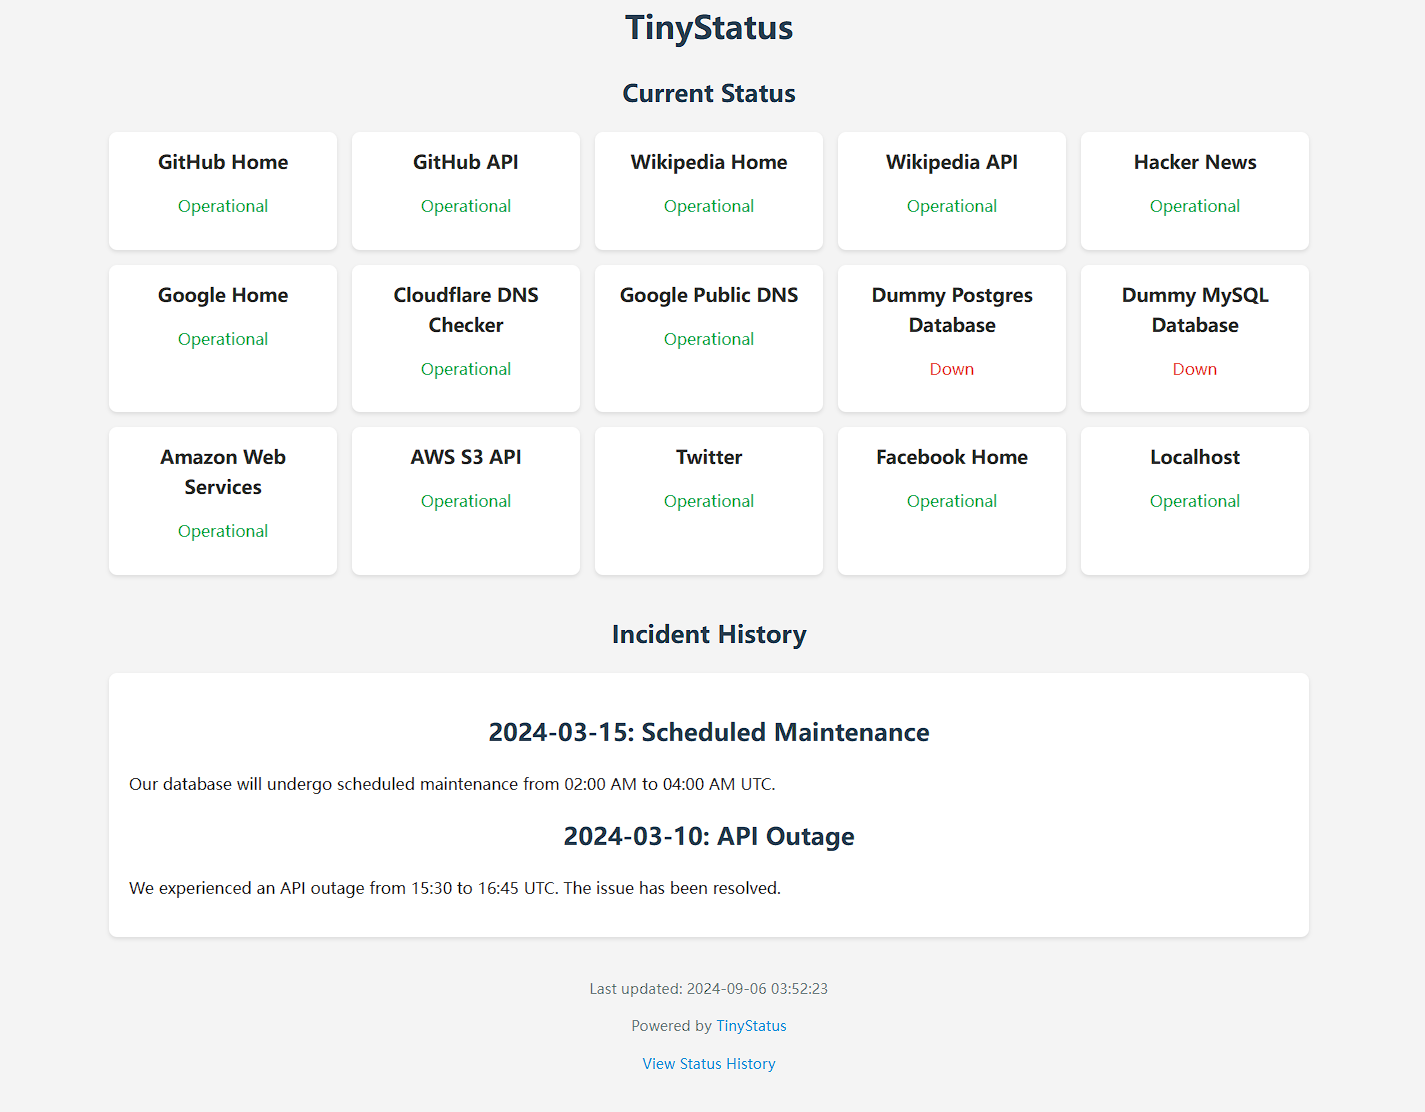 TinyStatus
Current Status
GitHub Home
Operational
GitHub API
Operational
Wikipedia Home
Operational
Wikipedia API
Operational
Hacker News
Operational
Google Home
Operational
Cloudflare DNS
Checker
Operational
Google Public DNS
Operational
Dummy Postgres
Database
Down
Dummy MySQL
Database
Down
Amazon Web
Services
Operational
AWS S3 API
Operational
Twitter
Operational
Facebook Home
Operational
Localhost
Operational
Incident History
2024-03-15: Scheduled Maintenance
Our database will undergo scheduled maintenance from 02:00 AM to 04:00 AM UTC.
2024-03-10: API Outage
We experienced an API outage from 15:30 to 16:45 UTC. The issue has been resolved.
Last updated: 2024-09-06 03:52:23
Powered by TinyStatus
View Status History